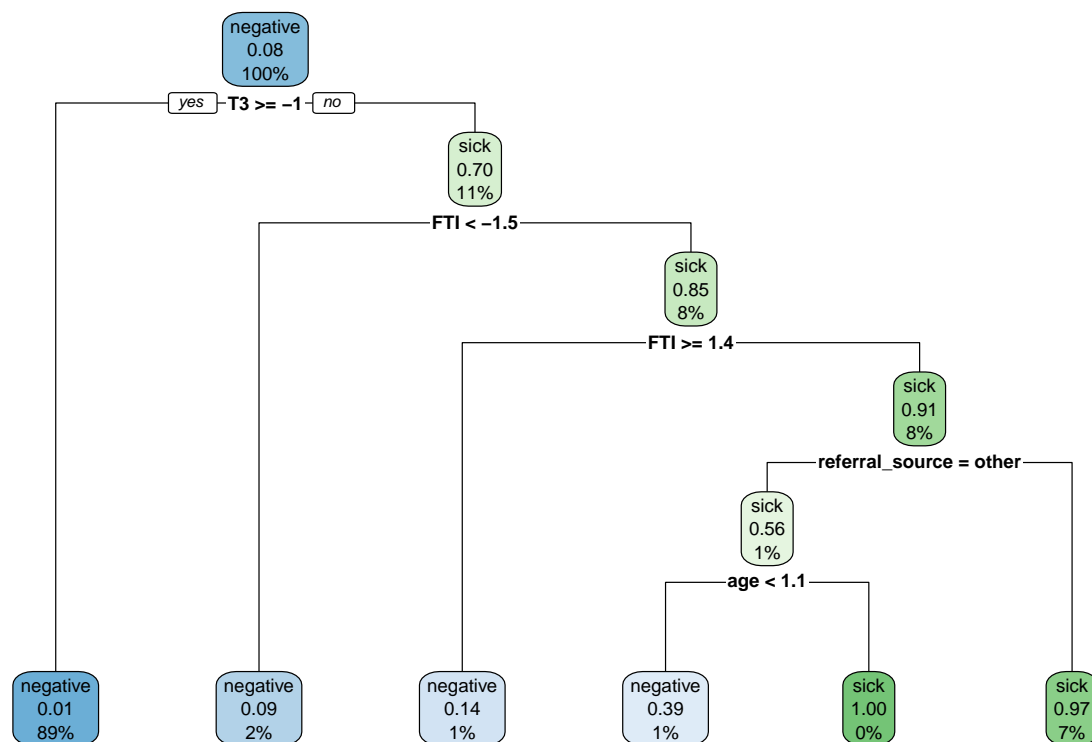 negative
0.08
100%
yes T3 >= −1 no
sick
0.70
11%
FTI < −1.5
sick
0.85
8%
FTI >= 1.4
sick
0.91
8%
referral_source = other
sick
0.56
1%
age < 1.1
negative
0.01
89%
negative
0.09
2%
negative
0.14
1%
negative
0.39
1%
sick
1.00
0%
sick
0.97
7%